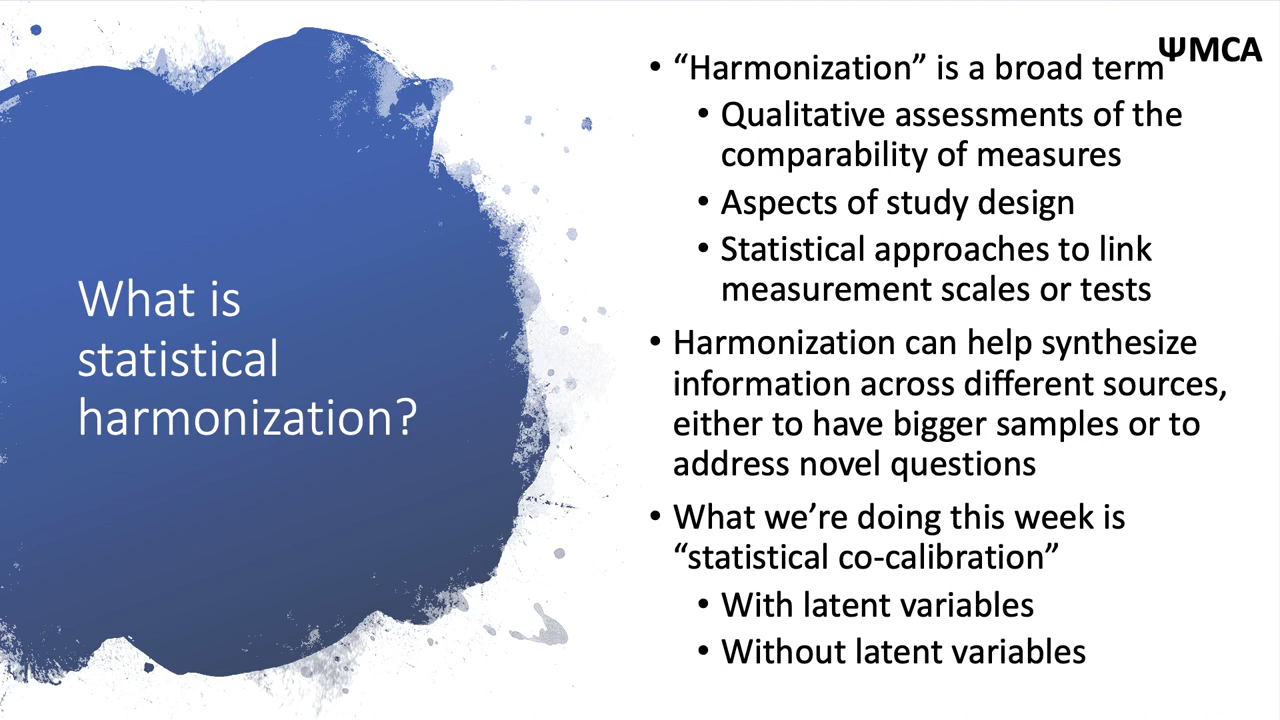 ΨMCA
What is
statistical
harmonization?
• “Harmonization” is a broad term
• Qualitative assessments of the
comparability of measures
• Aspects of study design
• Statistical approaches to link
measurement scales or tests
• Harmonization can help synthesize
information across different sources,
either to have bigger samples or to
address novel questions
• What we’re doing this week is
“statistical co-calibration”
• With latent variables
• Without latent variables